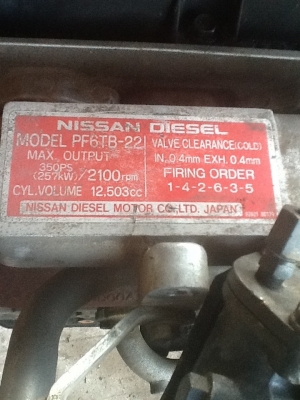 NISSAN DIESEL
MODEL PF6TB-22
MAX. OUTPUT
350PS
(257kW) / 2100rpm
CYL.VOLUME 12,503cc
VALVE CLEARANCE(COLD)
IN. 0.4mm EXH. 0.4mm
FIRING ORDER
1-4-2-6-3-5
NISSAN DIESEL MOTOR CO.,LTD. JAPAN